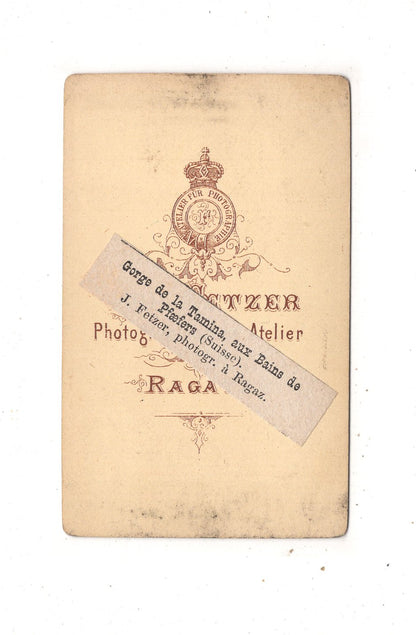 ATELIER FÜR PHOTOGRAPHIE
ETZER
Photog Atelier
RAGA
Gorge de la Tamina, aux Bains de
Pfæfers (Suisse).
J. Fetzer, photogr. à Ragaz.